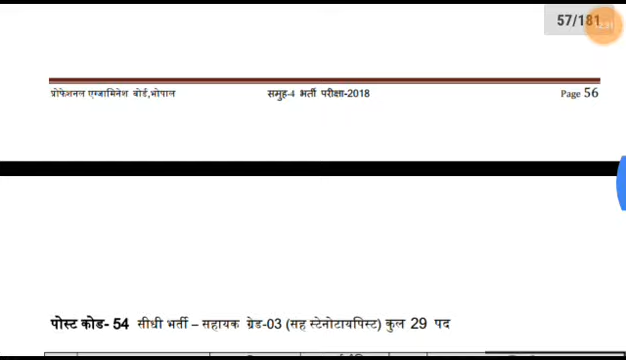 57/181
प्रोफेशनल एग्जामिनेश बोर्ड,भोपाल समुह-4 भर्ती परीक्षा-2018 Page 56
पोस्ट कोड- 54 सीधी भर्ती – सहायक ग्रेड-03 (सह स्टेनोटायपिस्ट) कुल 29 पद